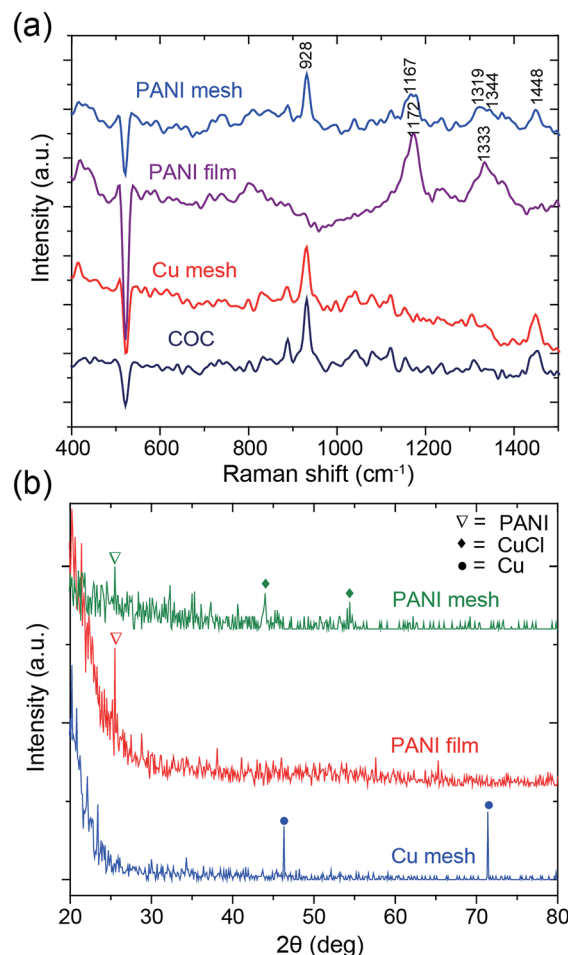 (a)
928
1167
1172
1319
1344
1333
1448
PANI mesh
PANI film
Cu mesh
COC
Intensity (a.u.)
400 600 800 1000 1200 1400
Raman shift (cm⁻¹)
(b)
▽ = PANI
♦ = CuCl
● = Cu
PANI mesh
PANI film
Cu mesh
Intensity (a.u.)
20 30 40 50 60 70 80
2θ (deg)